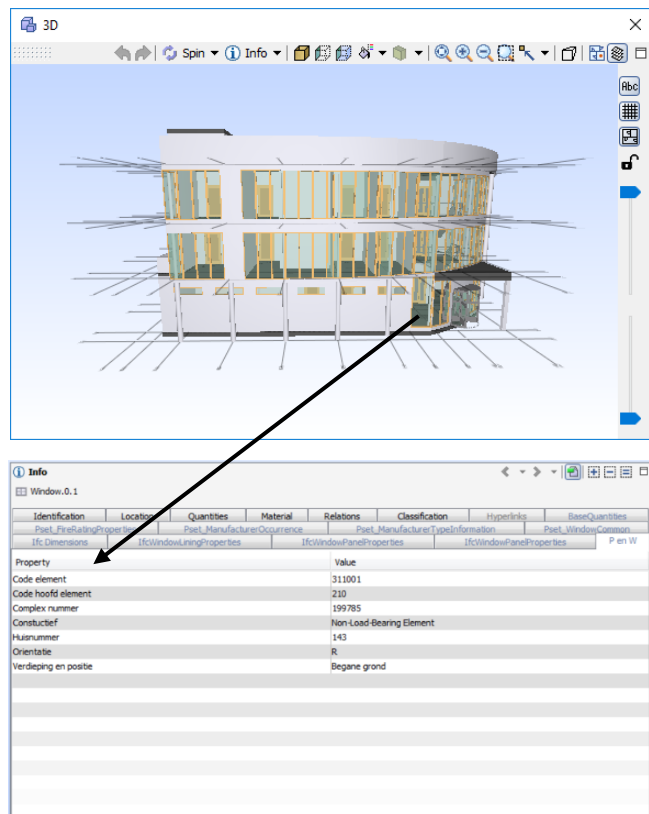 3D
Spin Info
Abc
Info
Window.0.1
Identification Location Quantities Material Relations Classification Hyperlinks BaseQuantities
Pset_FireRatingProperties Pset_ManufacturerOccurrence Pset_ManufacturerTypeInformation Pset_WindowCommon
Ifc Dimensions IfcWindowLiningProperties IfcWindowPanelProperties IfcWindowPanelProperties P en W
Property Value
Code element 311001
Code hoofd element 210
Complex nummer 199785
Constuctief Non-Load-Bearing Element
Huisnummer 143
Orientatie R
Verdieping en positie Begane grond